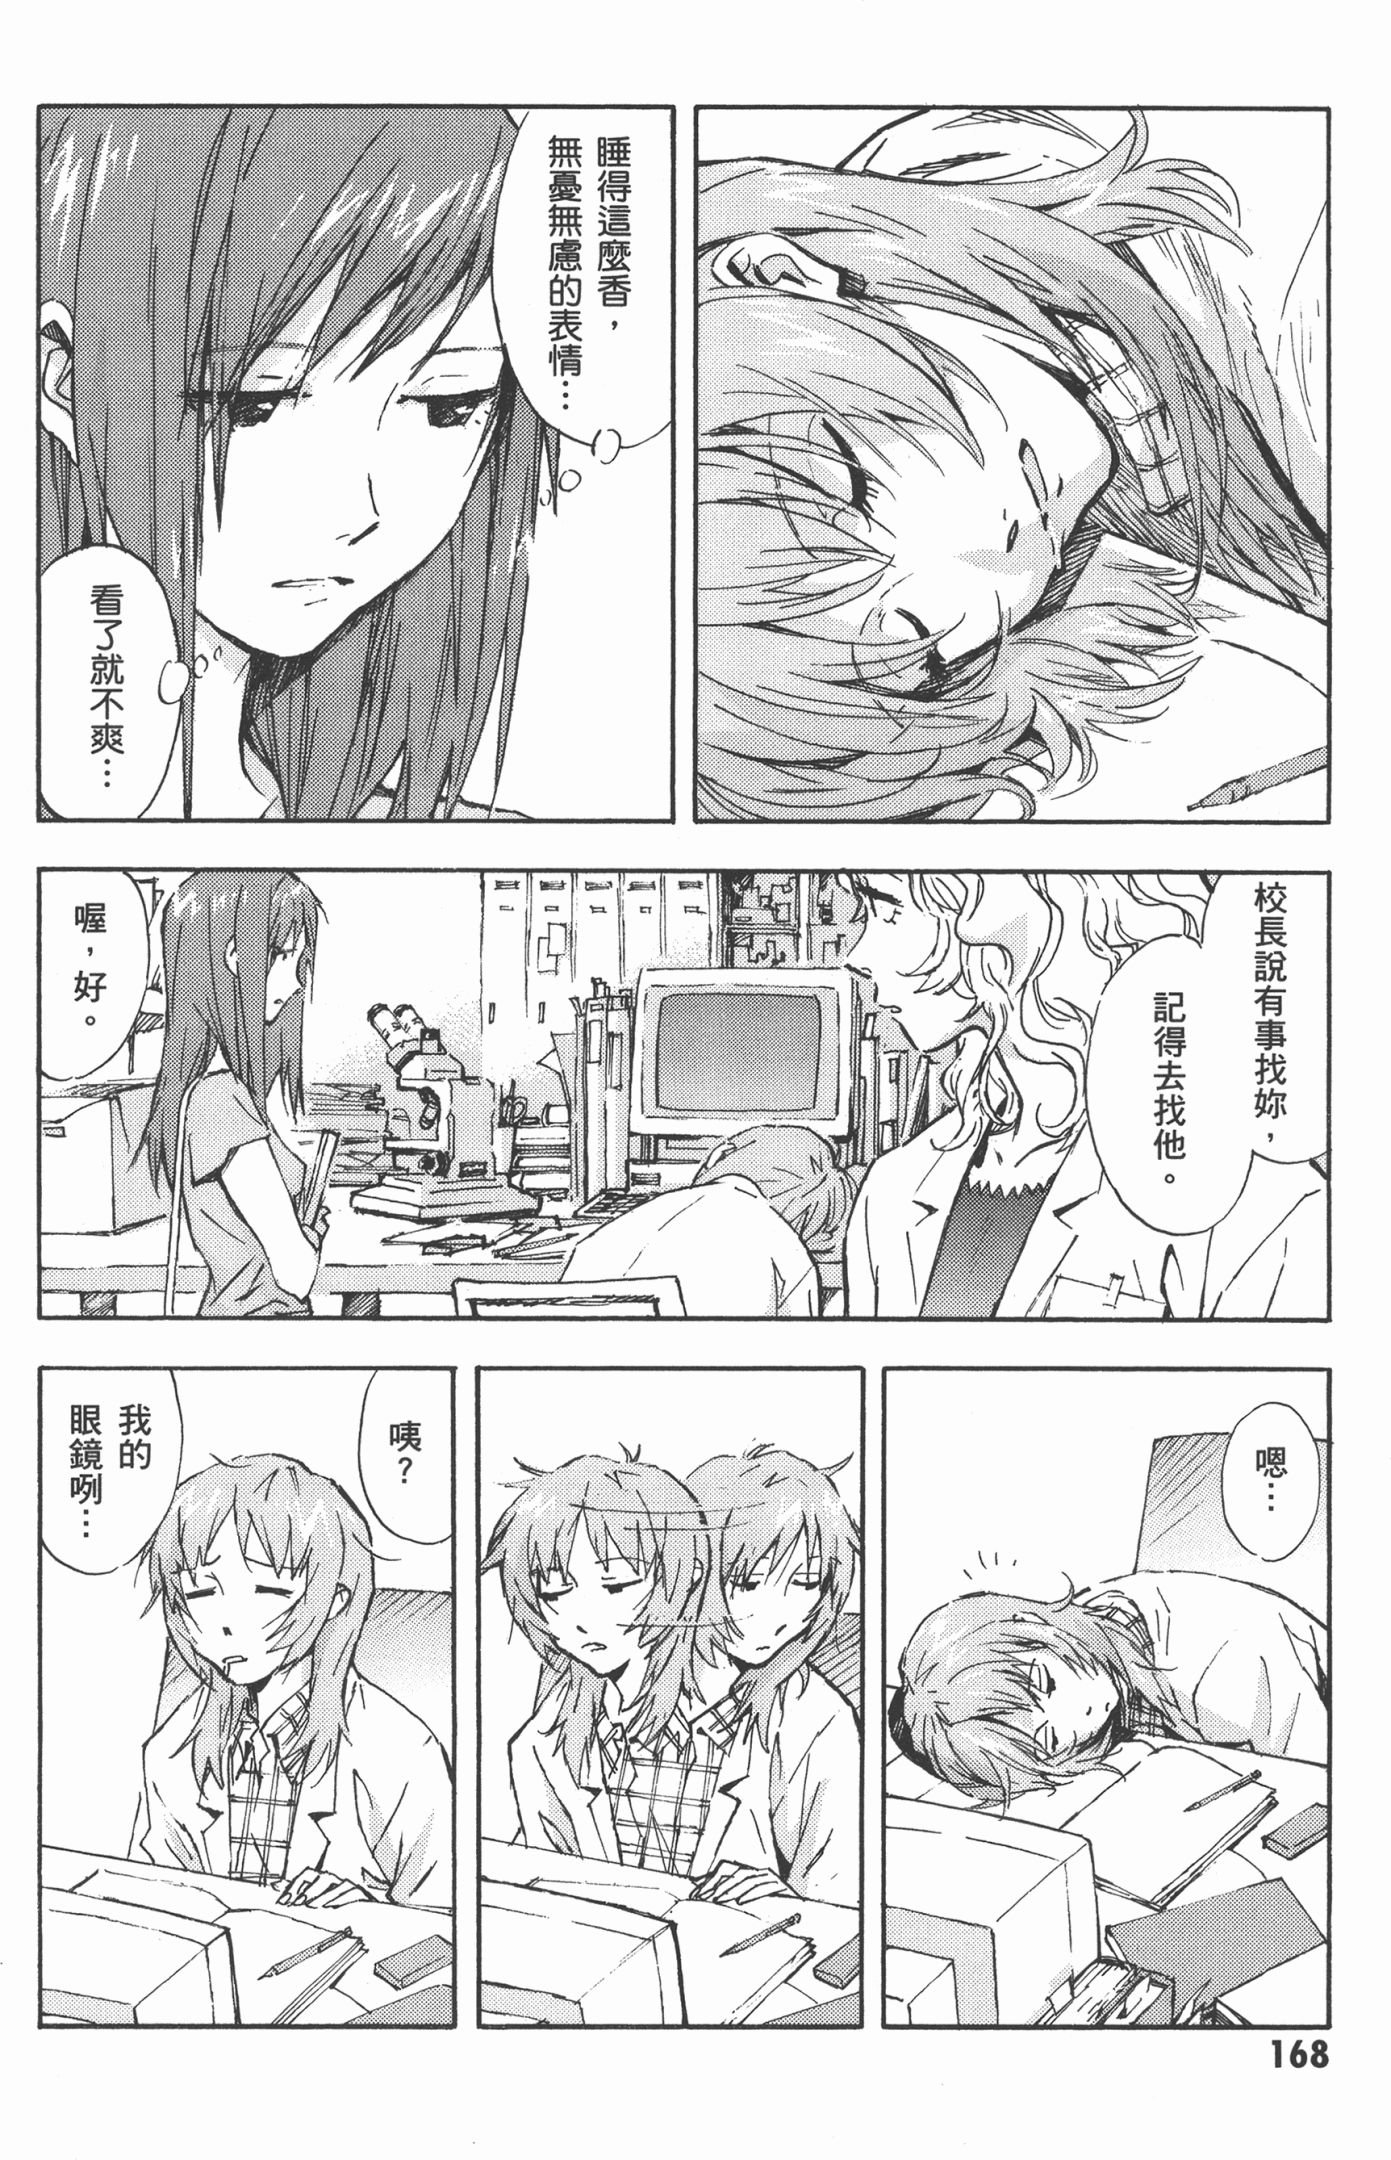 睡得這麼香，
無憂無慮的表情…
看了就不爽…
校長說有事找妳，
記得去找他。
喔，好。
嗯…
咦？
我的
眼鏡咧…
168